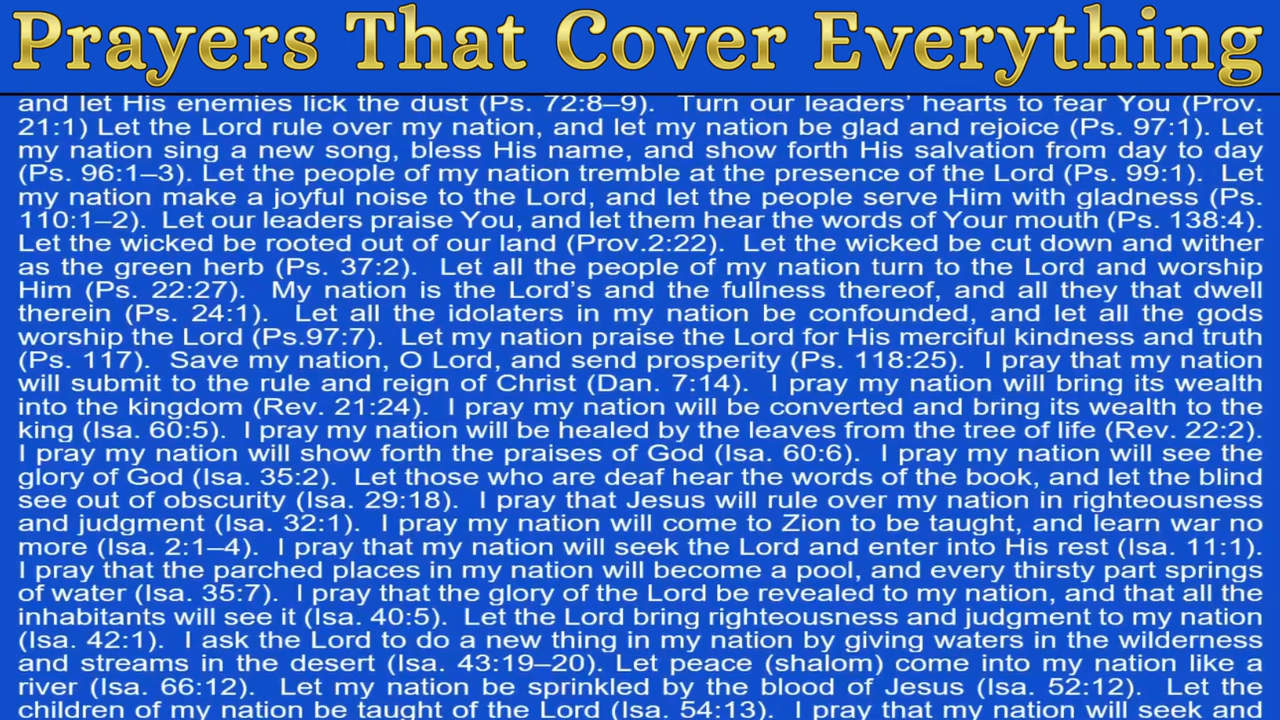 Prayers That Cover Everything
and let His enemies lick the dust (Ps. 72:8–9).  Turn our leaders’ hearts to fear You (Prov.
21:1) Let the Lord rule over my nation, and let my nation be glad and rejoice (Ps. 97:1). Let
my nation sing a new song, bless His name, and show forth His salvation from day to day
(Ps. 96:1–3). Let the people of my nation tremble at the presence of the Lord (Ps. 99:1).  Let
my nation make a joyful noise to the Lord, and let the people serve Him with gladness (Ps.
110:1–2).  Let our leaders praise You, and let them hear the words of Your mouth (Ps. 138:4).
Let the wicked be rooted out of our land (Prov.2:22).  Let the wicked be cut down and wither
as the green herb (Ps. 37:2).  Let all the people of my nation turn to the Lord and worship
Him (Ps. 22:27).  My nation is the Lord’s and the fullness thereof, and all they that dwell
therein (Ps. 24:1).  Let all the idolaters in my nation be confounded, and let all the gods
worship the Lord (Ps.97:7).  Let my nation praise the Lord for His merciful kindness and truth
(Ps. 117).  Save my nation, O Lord, and send prosperity (Ps. 118:25).  I pray that my nation
will submit to the rule and reign of Christ (Dan. 7:14).  I pray my nation will bring its wealth
into the kingdom (Rev. 21:24).  I pray my nation will be converted and bring its wealth to the
king (Isa. 60:5).  I pray my nation will be healed by the leaves from the tree of life (Rev. 22:2).
I pray my nation will show forth the praises of God (Isa. 60:6).  I pray my nation will see the
glory of God (Isa. 35:2).  Let those who are deaf hear the words of the book, and let the blind
see out of obscurity (Isa. 29:18).  I pray that Jesus will rule over my nation in righteousness
and judgment (Isa. 32:1).  I pray my nation will come to Zion to be taught, and learn war no
more (Isa. 2:1–4).  I pray that my nation will seek the Lord and enter into His rest (Isa. 11:1).
I pray that the parched places in my nation will become a pool, and every thirsty part springs
of water (Isa. 35:7).  I pray that the glory of the Lord be revealed to my nation, and that all the
inhabitants will see it (Isa. 40:5).  Let the Lord bring righteousness and judgment to my nation
(Isa. 42:1).  I ask the Lord to do a new thing in my nation by giving waters in the wilderness
and streams in the desert (Isa. 43:19–20). Let peace (shalom) come into my nation like a
river (Isa. 66:12).  Let my nation be sprinkled by the blood of Jesus (Isa. 52:12).  Let the
children of my nation be taught of the Lord (Isa. 54:13).  I pray that my nation will seek and